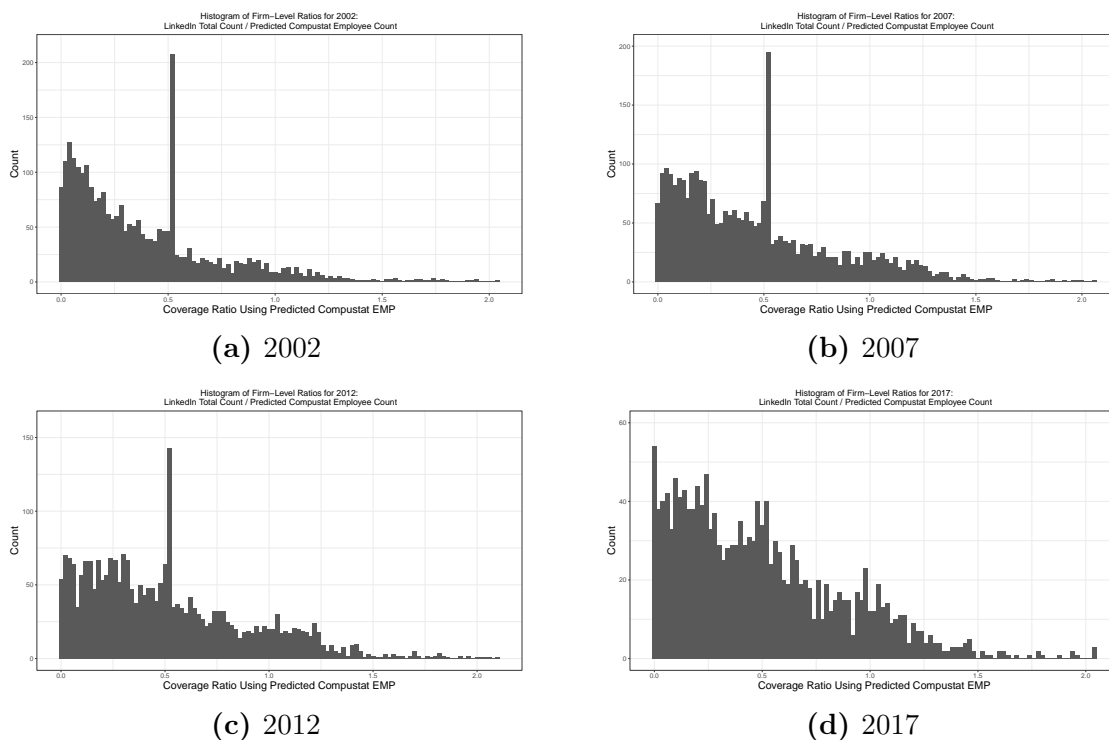 Histogram of Firm−Level Ratios for 2002:
LinkedIn Total Count / Predicted Compustat Employee Count
200
150
100
50
0
Count
0.0 0.5 1.0 1.5 2.0
Coverage Ratio Using Predicted Compustat EMP
(a) 2002
Histogram of Firm−Level Ratios for 2007:
LinkedIn Total Count / Predicted Compustat Employee Count
200
150
100
50
0
Count
0.0 0.5 1.0 1.5 2.0
Coverage Ratio Using Predicted Compustat EMP
(b) 2007
Histogram of Firm−Level Ratios for 2012:
LinkedIn Total Count / Predicted Compustat Employee Count
150
100
50
0
Count
0.0 0.5 1.0 1.5 2.0
Coverage Ratio Using Predicted Compustat EMP
(c) 2012
Histogram of Firm−Level Ratios for 2017:
LinkedIn Total Count / Predicted Compustat Employee Count
60
40
20
0
Count
0.0 0.5 1.0 1.5 2.0
Coverage Ratio Using Predicted Compustat EMP
(d) 2017